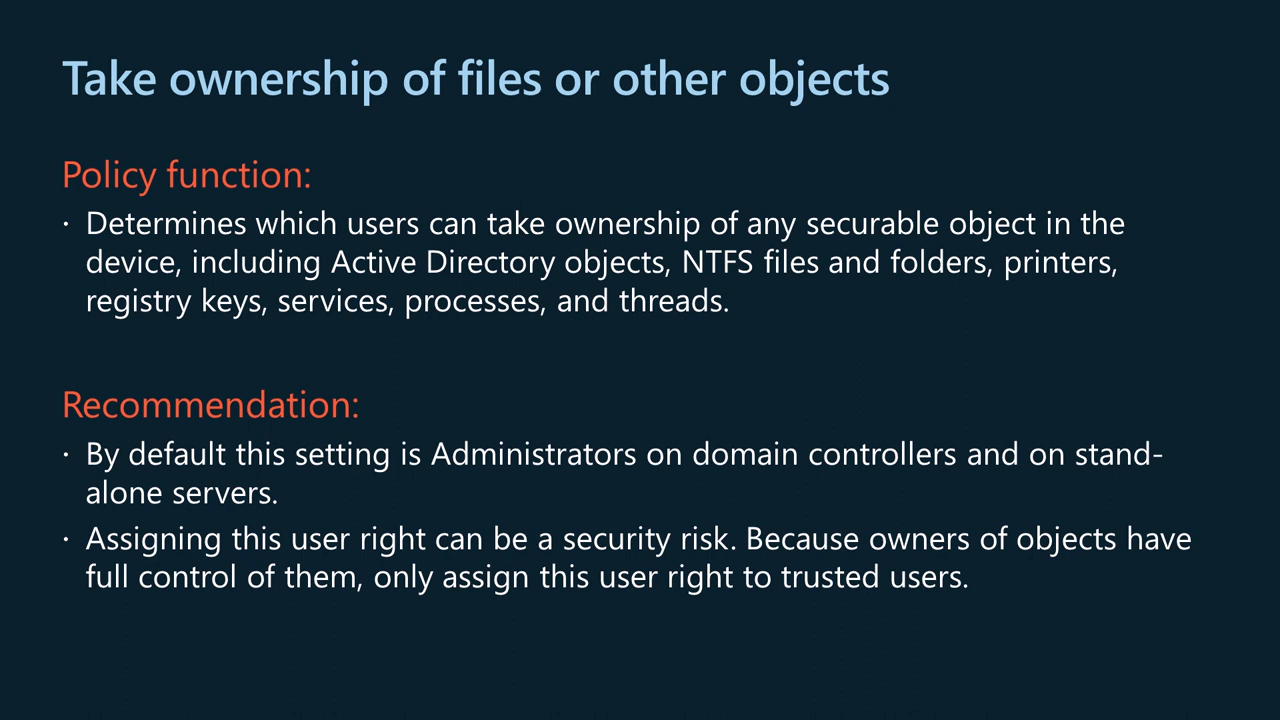 Take ownership of files or other objects
Policy function:
· Determines which users can take ownership of any securable object in the
device, including Active Directory objects, NTFS files and folders, printers,
registry keys, services, processes, and threads.
Recommendation:
· By default this setting is Administrators on domain controllers and on stand-
alone servers.
· Assigning this user right can be a security risk. Because owners of objects have
full control of them, only assign this user right to trusted users.